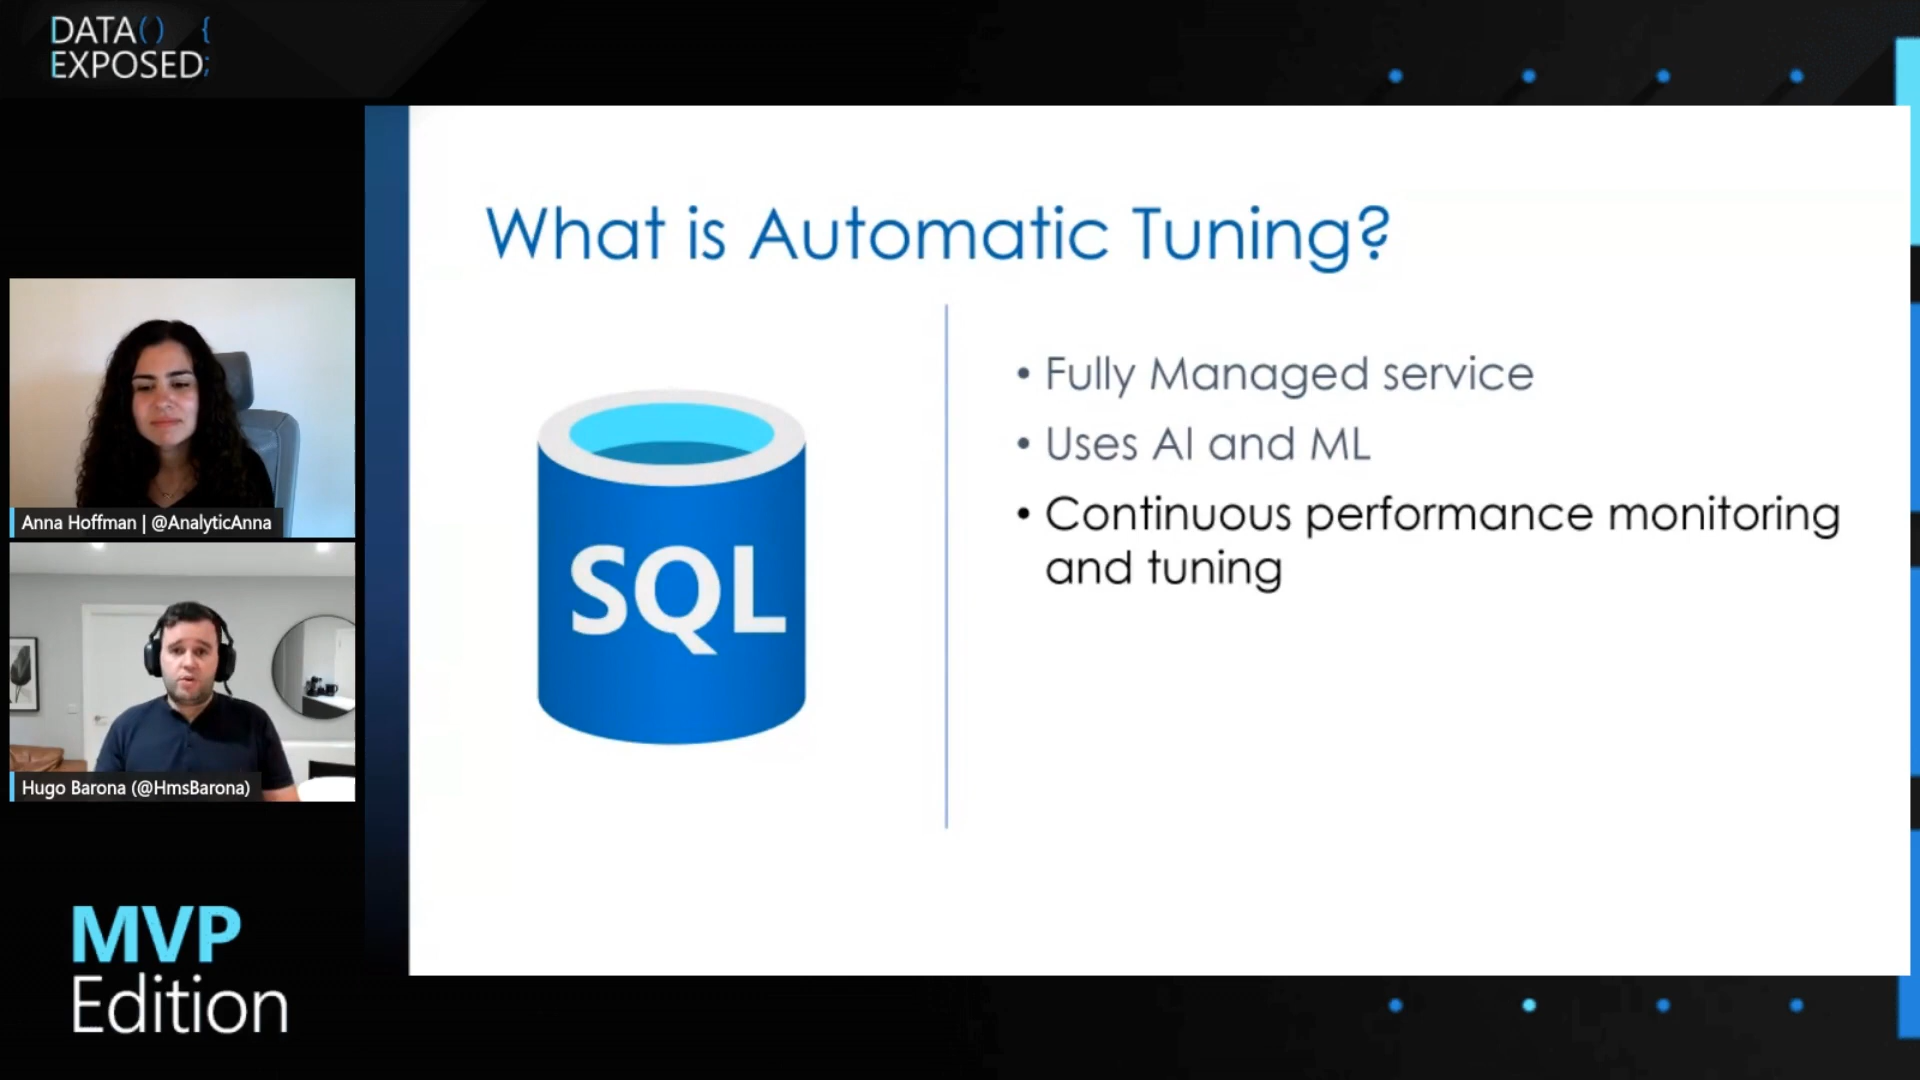 DATA() {
EXPOSED;
What is Automatic Tuning?
SQL
• Fully Managed service
• Uses AI and ML
• Continuous performance monitoring
and tuning
Anna Hoffman | @AnalyticAnna
Hugo Barona (@HmsBarona)
MVP
Edition